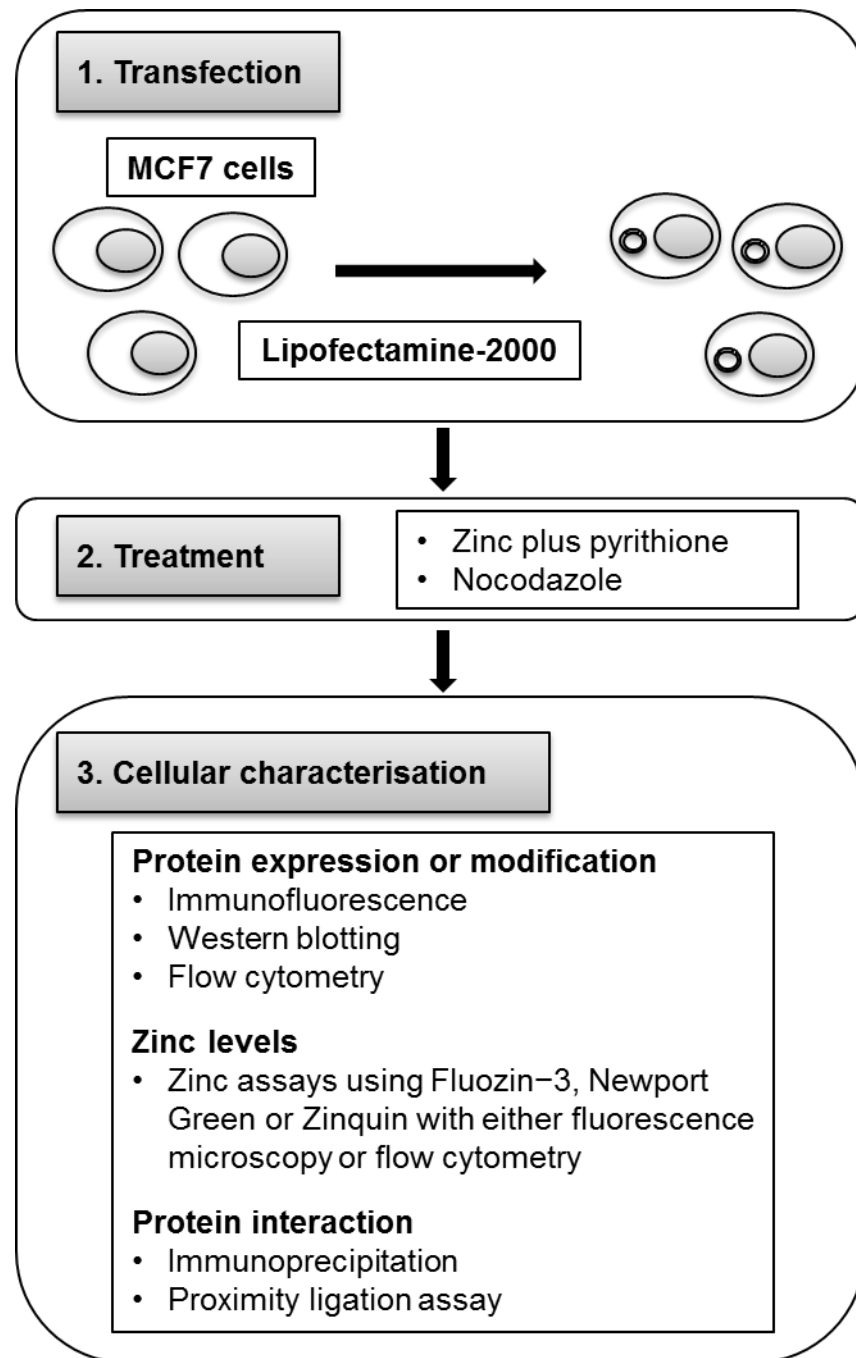 1. Transfection
MCF7 cells
Lipofectamine-2000
2. Treatment
• Zinc plus pyrithione
• Nocodazole
3. Cellular characterisation
Protein expression or modification
• Immunofluorescence
• Western blotting
• Flow cytometry
Zinc levels
• Zinc assays using Fluozin−3, Newport
Green or Zinquin with either fluorescence
microscopy or flow cytometry
Protein interaction
• Immunoprecipitation
• Proximity ligation assay